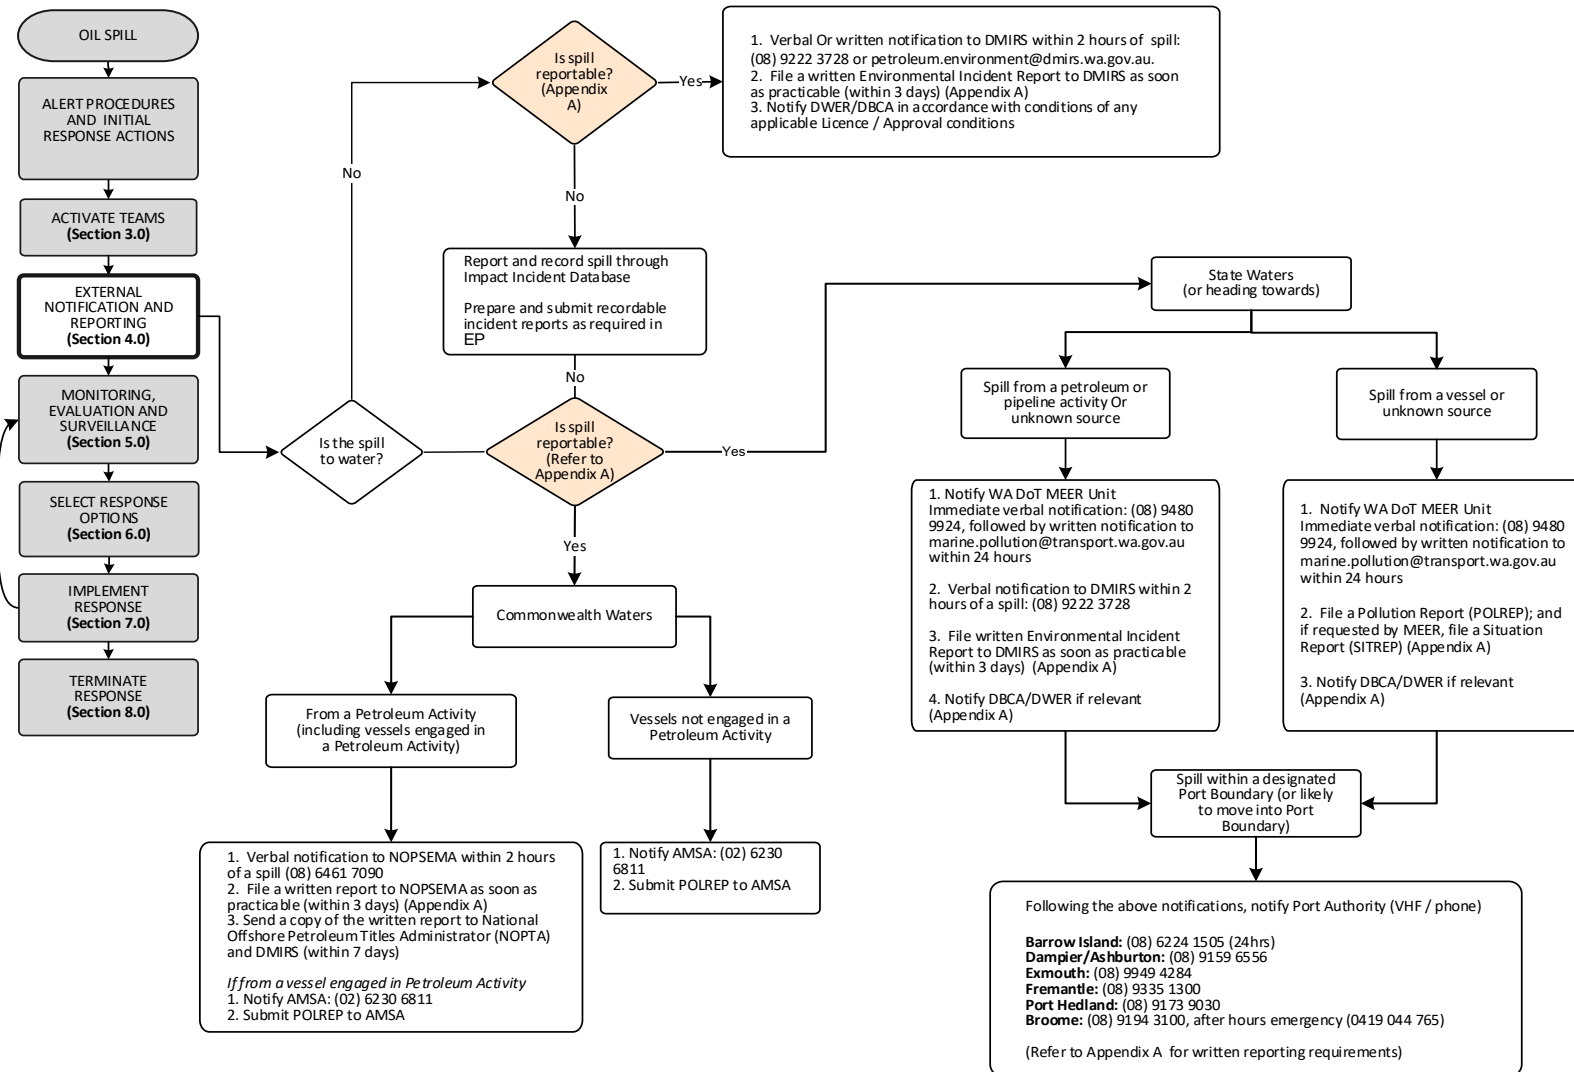 OIL SPILL
ALERT PROCEDURES
AND INITIAL
RESPONSE ACTIONS
ACTIVATE TEAMS
(Section 3.0)
EXTERNAL
NOTIFICATION AND
REPORTING
(Section 4.0)
MONITORING,
EVALUATION AND
SURVEILLANCE
(Section 5.0)
SELECT RESPONSE
OPTIONS
(Section 6.0)
IMPLEMENT
RESPONSE
(Section 7.0)
TERMINATE
RESPONSE
(Section 8.0)
Is the spill
to water?
No
Is spill
reportable?
(Appendix
A)
Yes
1. Verbal Or written notification to DMIRS within 2 hours of spill:
(08) 9222 3728 or petroleum.environment@dmirs.wa.gov.au.
2. File a written Environmental Incident Report to DMIRS as soon
as practicable (within 3 days) (Appendix A)
3. Notify DWER/DBCA in accordance with conditions of any
applicable Licence / Approval conditions
No
Report and record spill through
Impact Incident Database
Prepare and submit recordable
incident reports as required in
EP
No
Is spill
reportable?
(Refer to
Appendix A)
Yes
Yes
Commonwealth Waters
From a Petroleum Activity
(including vessels engaged in
a Petroleum Activity)
Vessels not engaged in a
Petroleum Activity
1. Verbal notification to NOPSEMA within 2 hours
of a spill (08) 6461 7090
2. File a written report to NOPSEMA as soon as
practicable (within 3 days) (Appendix A)
3. Send a copy of the written report to National
Offshore Petroleum Titles Administrator (NOPTA)
and DMIRS (within 7 days)
If from a vessel engaged in Petroleum Activity
1. Notify AMSA: (02) 6230 6811
2. Submit POLREP to AMSA
1. Notify AMSA: (02) 6230
6811
2. Submit POLREP to AMSA
State Waters
(or heading towards)
Spill from a petroleum or
pipeline activity Or
unknown source
Spill from a vessel or
unknown source
1. Notify WA DoT MEER Unit
Immediate verbal notification: (08) 9480
9924, followed by written notification to
marine.pollution@transport.wa.gov.au
within 24 hours
2. Verbal notification to DMIRS within 2
hours of a spill: (08) 9222 3728
3. File written Environmental Incident
Report to DMIRS as soon as practicable
(within 3 days) (Appendix A)
4. Notify DBCA/DWER if relevant
(Appendix A)
1. Notify WA DoT MEER Unit
Immediate verbal notification: (08) 9480
9924, followed by written notification to
marine.pollution@transport.wa.gov.au
within 24 hours
2. File a Pollution Report (POLREP); and
if requested by MEER, file a Situation
Report (SITREP) (Appendix A)
3. Notify DBCA/DWER if relevant
(Appendix A)
Spill within a designated
Port Boundary (or likely
to move into Port
Boundary)
Following the above notifications, notify Port Authority (VHF / phone)
Barrow Island: (08) 6224 1505 (24hrs)
Dampier/Ashburton: (08) 9159 6556
Exmouth: (08) 9949 4284
Fremantle: (08) 9335 1300
Port Hedland: (08) 9173 9030
Broome: (08) 9194 3100, after hours emergency (0419 044 765)
(Refer to Appendix A for written reporting requirements)